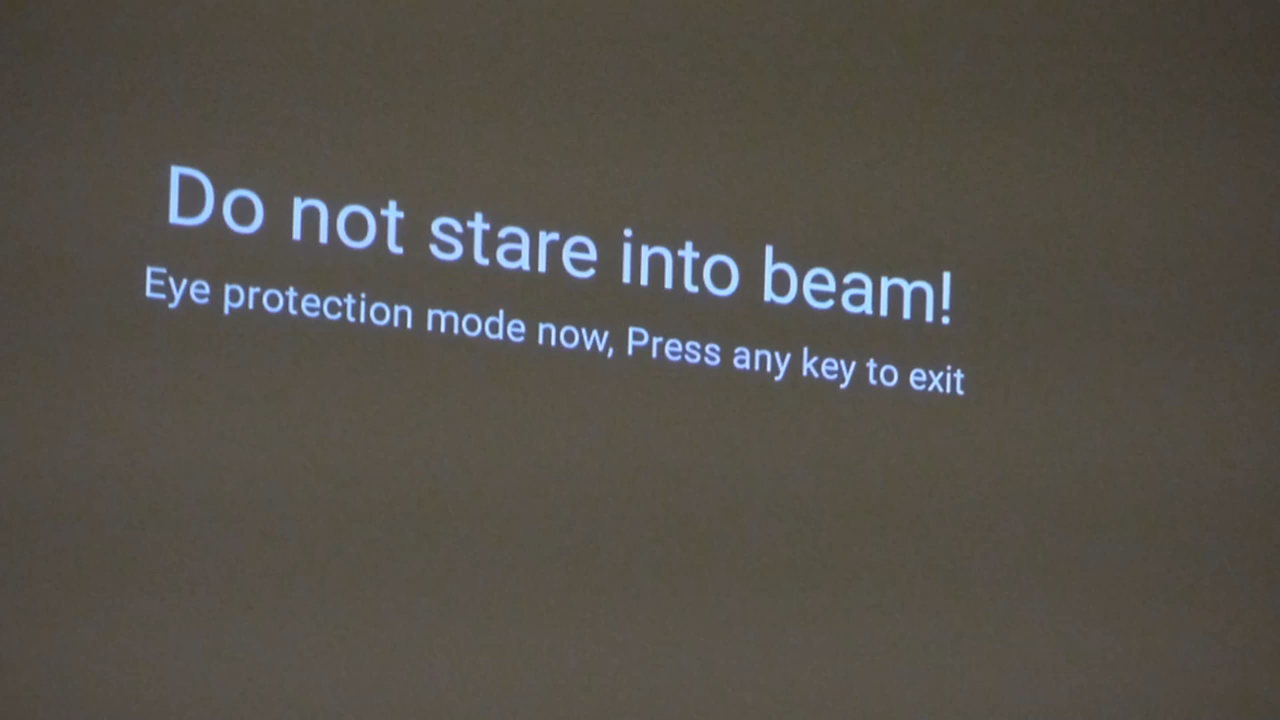 Do not stare into beam!
Eye protection mode now, Press any key to exit